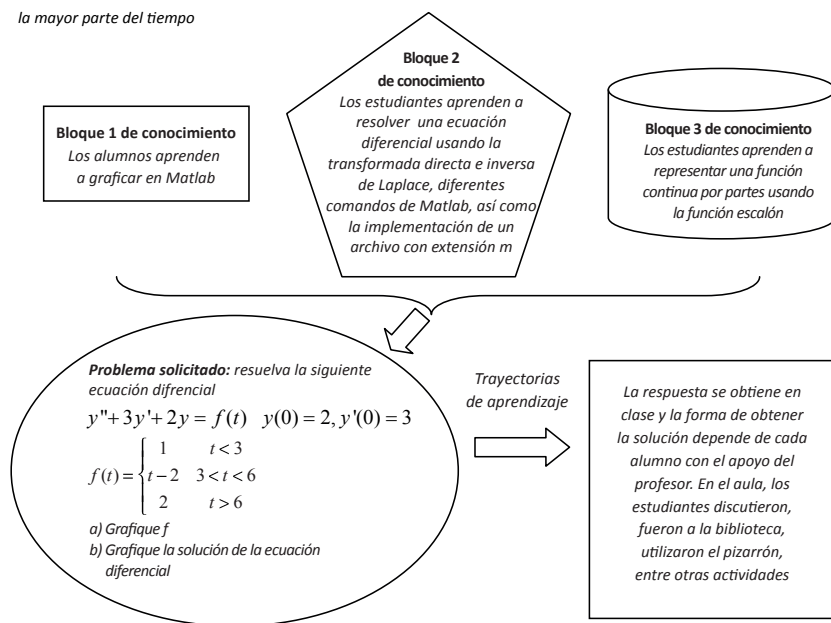 la mayor parte del tiempo
Bloque 1 de conocimiento
Los alumnos aprenden
a graficar en Matlab
Bloque 2
de conocimiento
Los estudiantes aprenden a
resolver una ecuación
diferencial usando la
transformada directa e inversa
de Laplace, diferentes
comandos de Matlab, así como
la implementación de un
archivo con extensión m
Bloque 3 de conocimiento
Los estudiantes aprenden a
representar una función
continua por partes usando
la función escalón
Problema solicitado: resuelva la siguiente
ecuación difrencial
y"+3y'+2y = f(t) y(0) = 2, y'(0) = 3
f(t) = { 1 t < 3
t − 2 3 < t < 6
2 t > 6
a) Grafique f
b) Grafique la solución de la ecuación
diferencial
Trayectorias
de aprendizaje
La respuesta se obtiene en
clase y la forma de obtener
la solución depende de cada
alumno con el apoyo del
profesor. En el aula, los
estudiantes discutieron,
fueron a la biblioteca,
utilizaron el pizarrón,
entre otras actividades